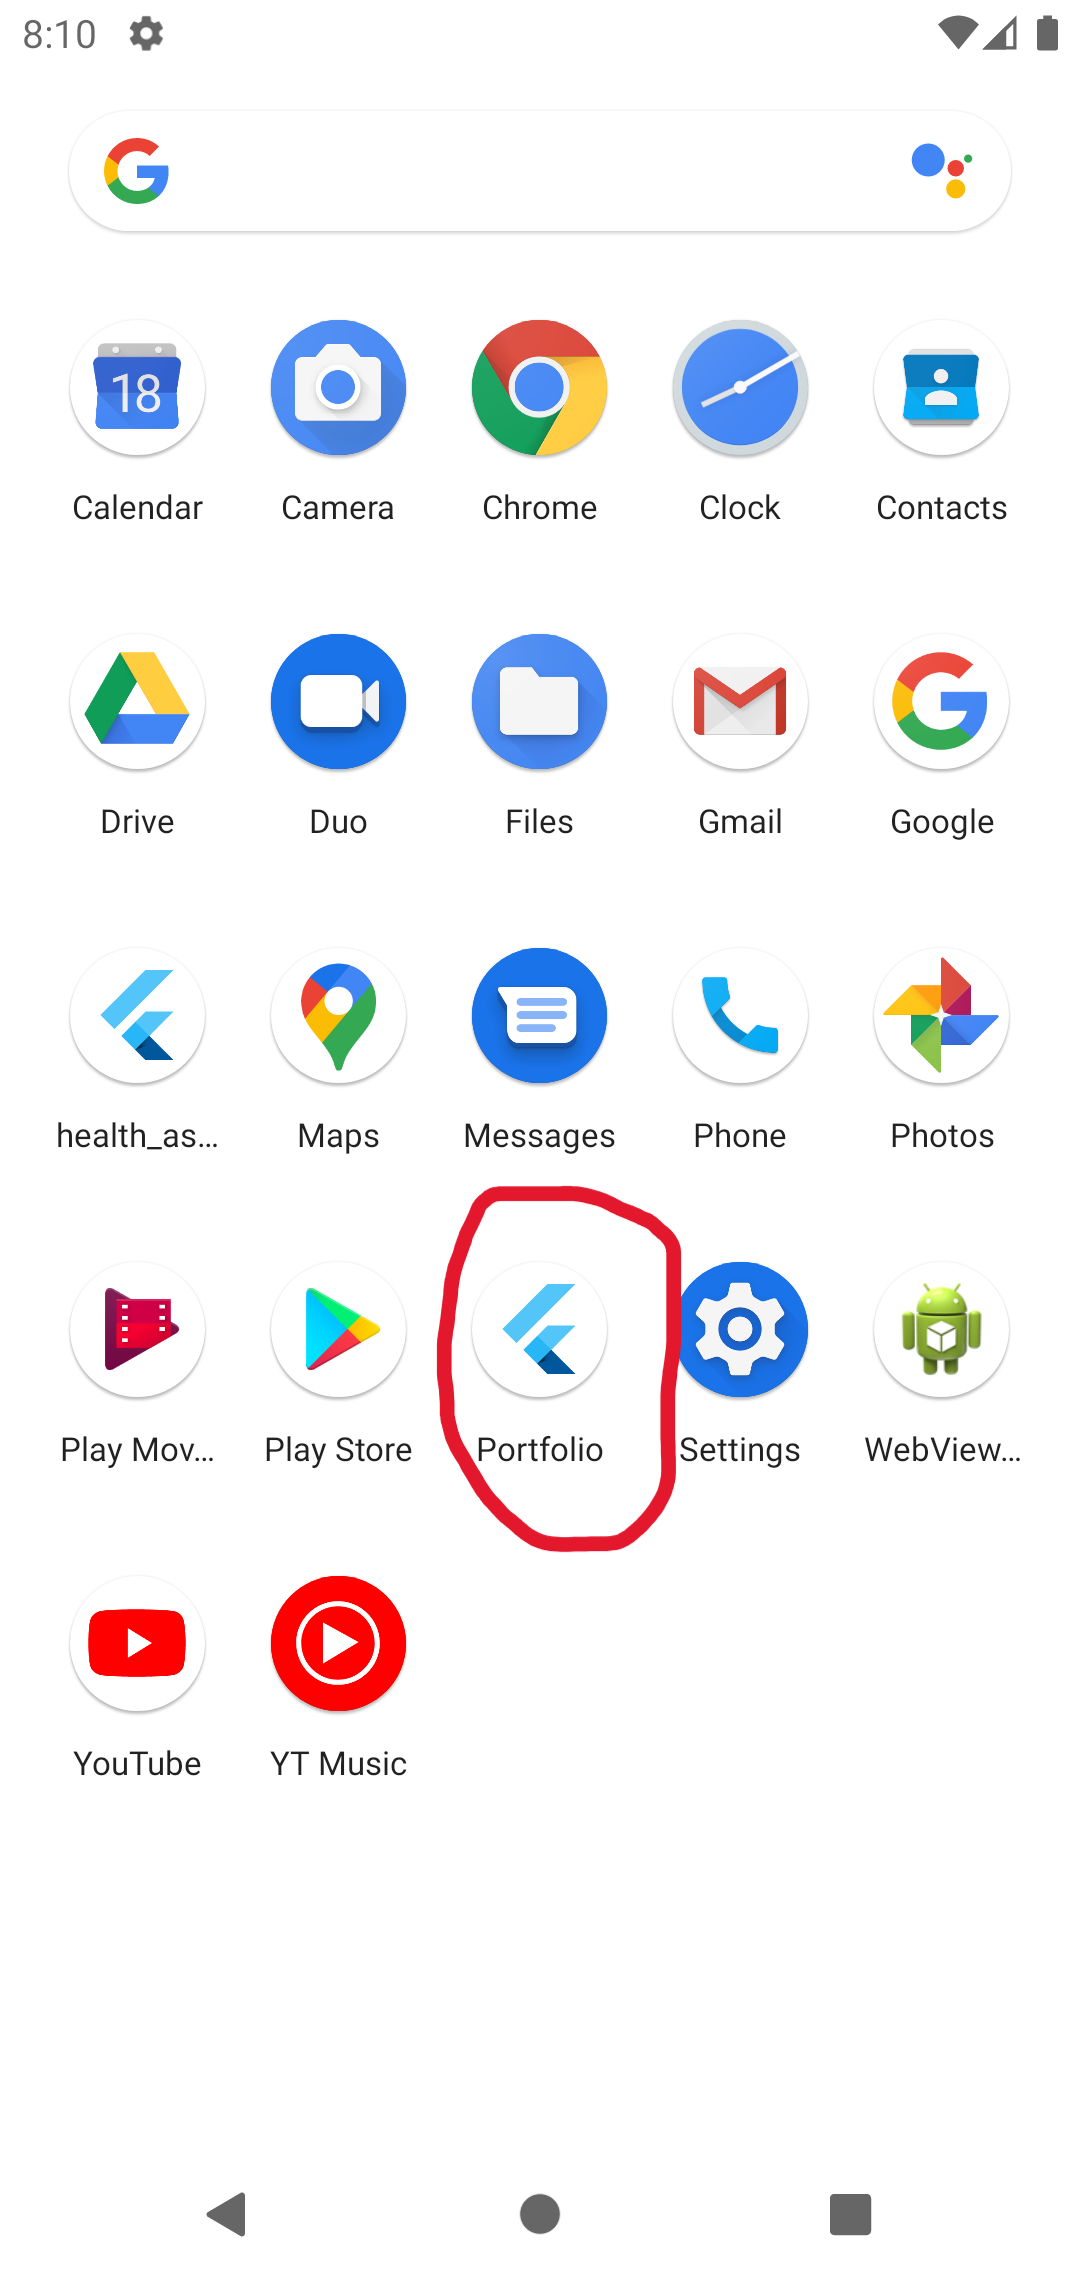 8:10
18
Calendar Camera Chrome Clock Contacts
Drive Duo Files Gmail Google
health_as... Maps Messages Phone Photos
Play Mov... Play Store Portfolio Settings WebView...
YouTube YT Music